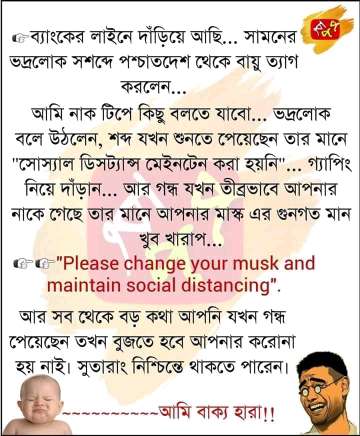 ☞ব্যাংকের লাইনে দাঁড়িয়ে আছি... সামনের
ভদ্রলোক সশব্দে পশ্চাতদেশ থেকে বায়ু ত্যাগ
করলেন...
আমি নাক টিপে কিছু বলতে যাবো... ভদ্রলোক
বলে উঠলেন, শব্দ যখন শুনতে পেয়েছেন তার মানে
"সোস্যাল ডিসট্যান্স মেইনটেন করা হয়নি"... গ্যাপিং
নিয়ে দাঁড়ান... আর গন্ধ যখন তীব্রভাবে আপনার
নাকে গেছে তার মানে আপনার মাস্ক এর গুনগত মান
খুব খারাপ...
☞☞"Please change your musk and
maintain social distancing".
আর সব থেকে বড় কথা আপনি যখন গন্ধ
পেয়েছেন তখন বুজতে হবে আপনার করোনা
হয় নাই। সুতারাং নিশ্চিন্তে থাকতে পারেন।
~~~~~~~~~~আমি বাক্য হারা!!